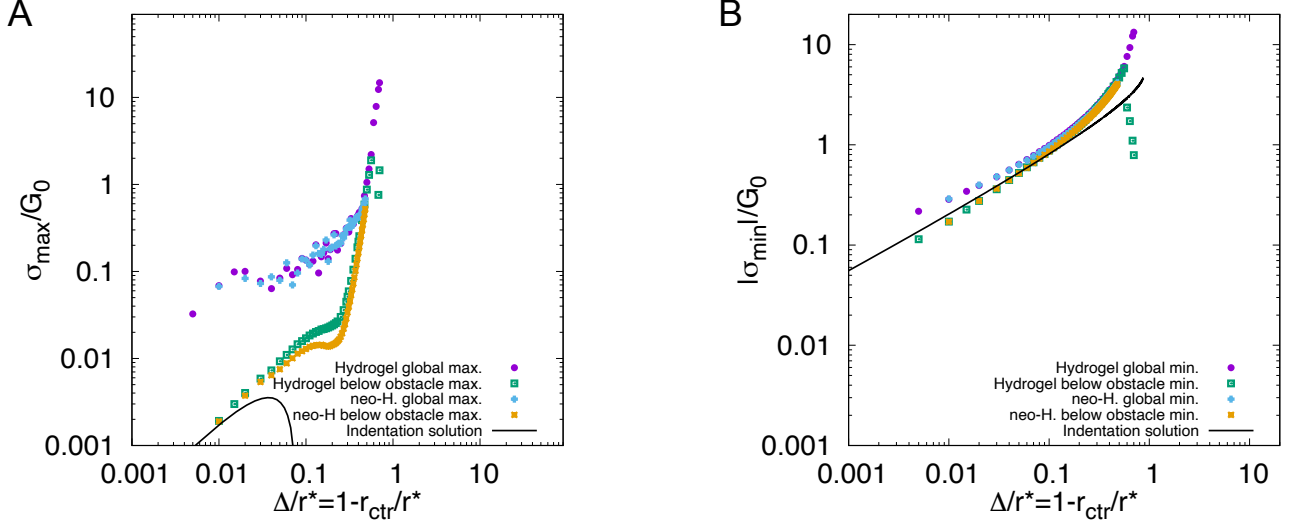 A
σmax/G0
10
1
0.1
0.01
0.001
Hydrogel global max.
Hydrogel below obstacle max.
neo-H. global max.
neo-H below obstacle max.
Indentation solution
0.001 0.01 0.1 1 10
Δ/r*=1-rctr/r*
B
|σmin|/G0
10
1
0.1
0.01
0.001
Hydrogel global min.
Hydrogel below obstacle min.
neo-H. global min.
neo-H below obstacle min.
Indentation solution
0.001 0.01 0.1 1 10
Δ/r*=1-rctr/r*